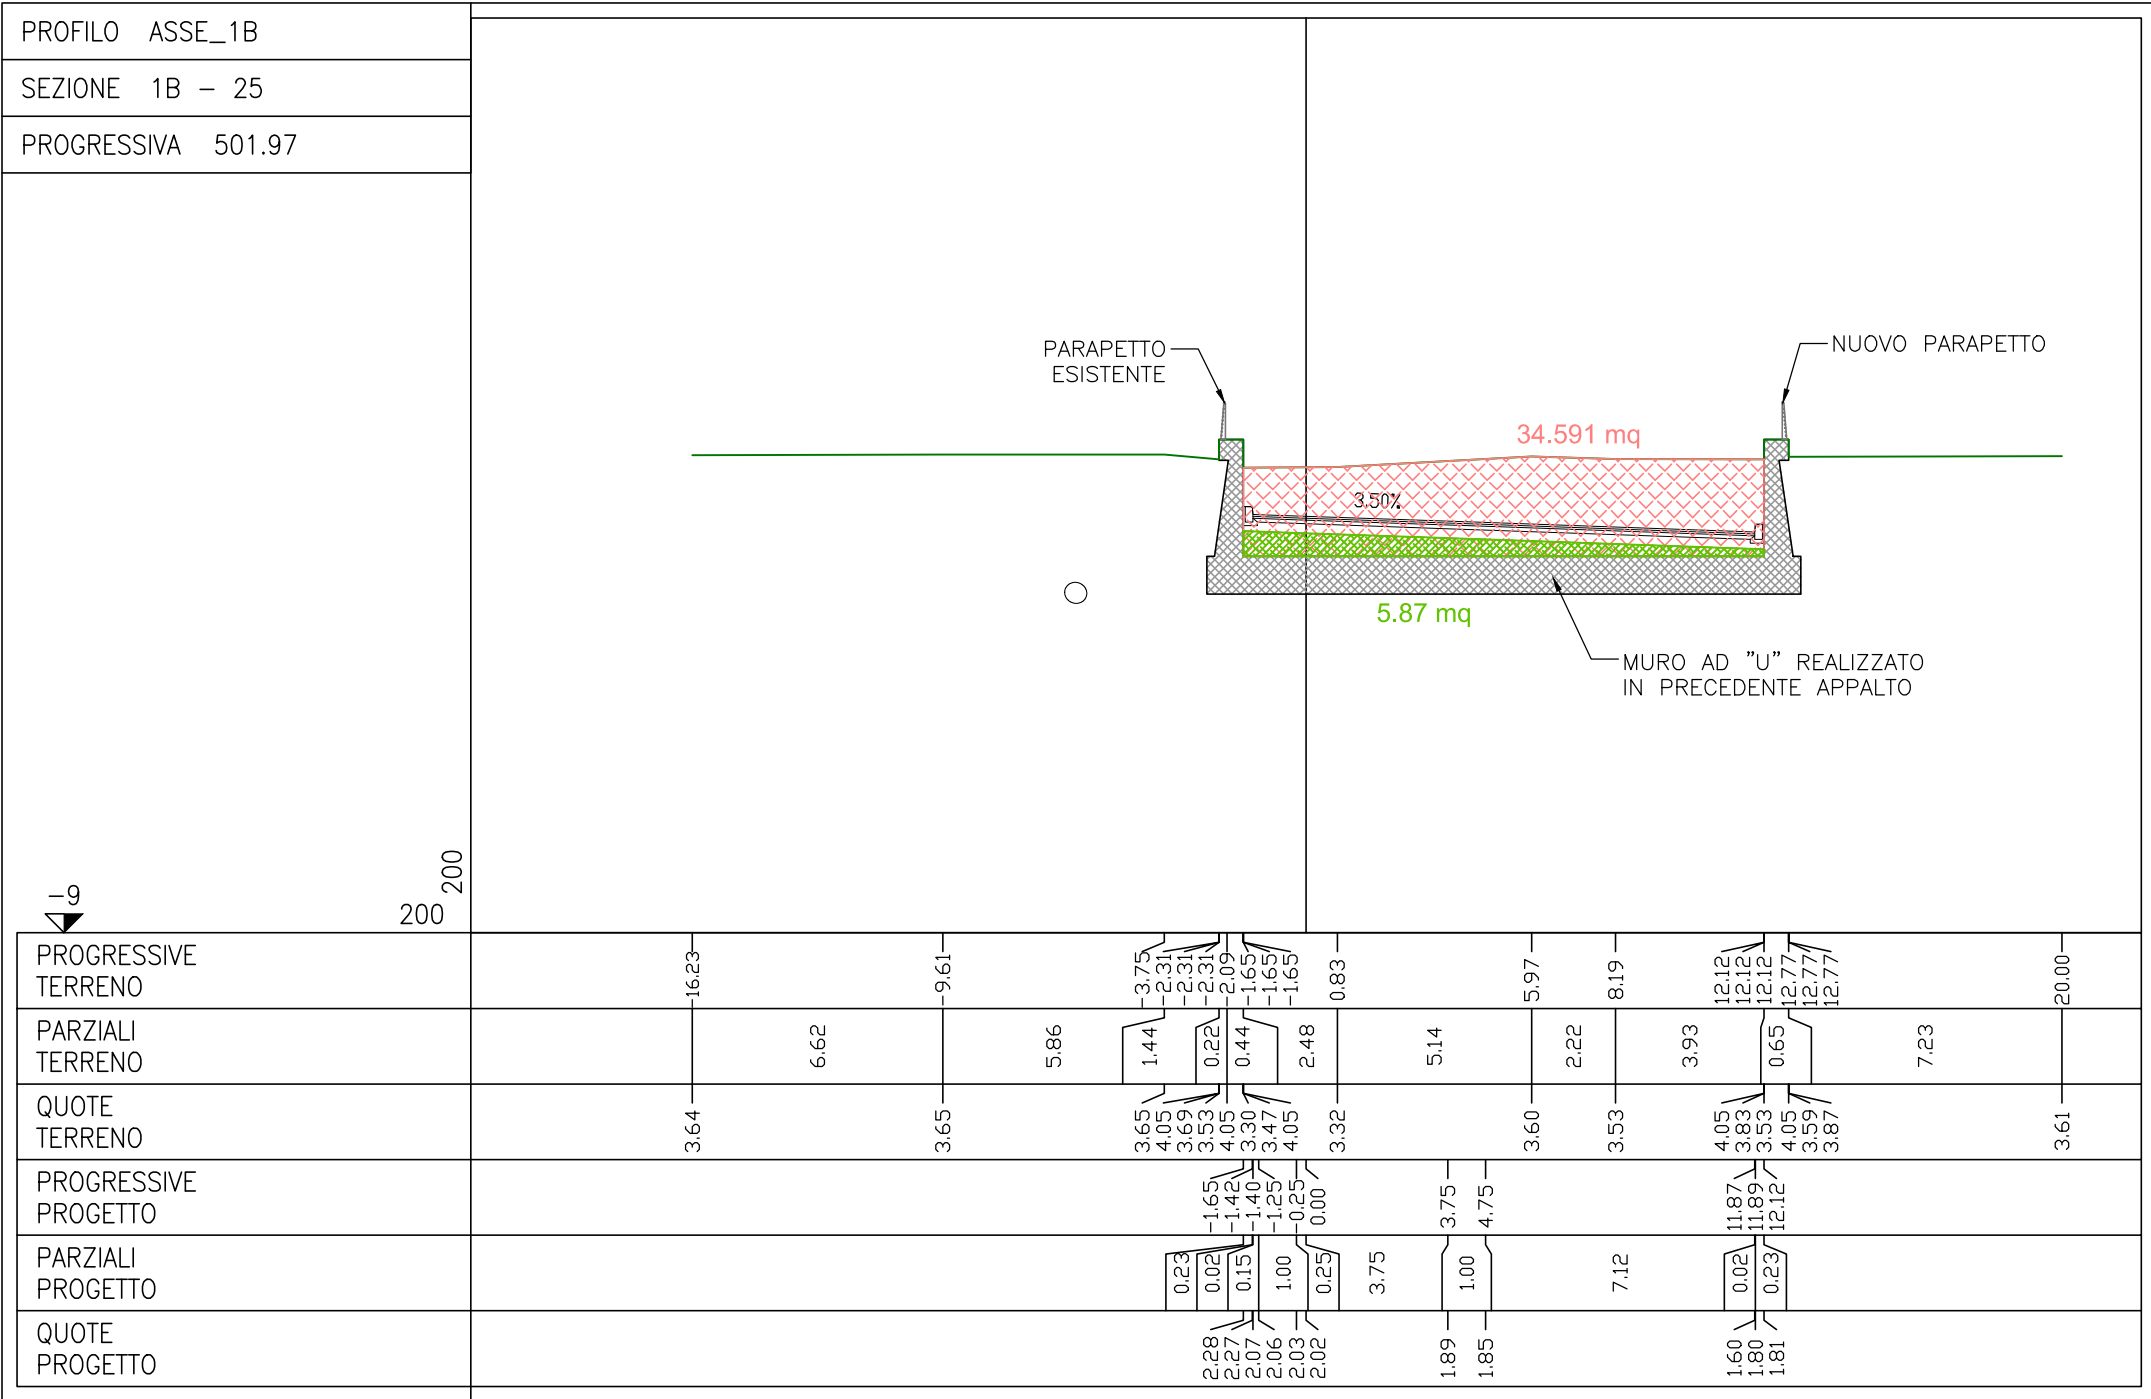 PROFILO ASSE_1B
SEZIONE 1B – 25
PROGRESSIVA 501.97
PARAPETTO
ESISTENTE
NUOVO PARAPETTO
34.591 mq
3.50%
5.87 mq
MURO AD "U" REALIZZATO
IN PRECEDENTE APPALTO
-9
200
200
PROGRESSIVE
TERRENO
-16.23 -9.61 -3.75 -2.31 -2.31 -2.31 -2.09 -1.65 -1.65 -1.65 0.83 5.97 8.19 12.12 12.12 12.12 12.77 12.77 12.77 20.00
PARZIALI
TERRENO
6.62 5.86 1.44 0.22 0.44 2.48 5.14 2.22 3.93 0.65 7.23
QUOTE
TERRENO
3.64 3.65 3.65 4.05 3.69 3.53 4.05 3.30 3.47 4.05 3.32 3.60 3.53 4.05 3.83 3.53 4.05 3.59 3.87 3.61
PROGRESSIVE
PROGETTO
-1.65 -1.42 -1.40 -1.25 -0.25 0.00 3.75 4.75 11.87 11.89 12.12
PARZIALI
PROGETTO
0.23 0.02 0.15 1.00 0.25 3.75 1.00 7.12 0.02 0.23
QUOTE
PROGETTO
2.28 2.27 2.07 2.06 2.03 2.02 1.89 1.85 1.60 1.80 1.81